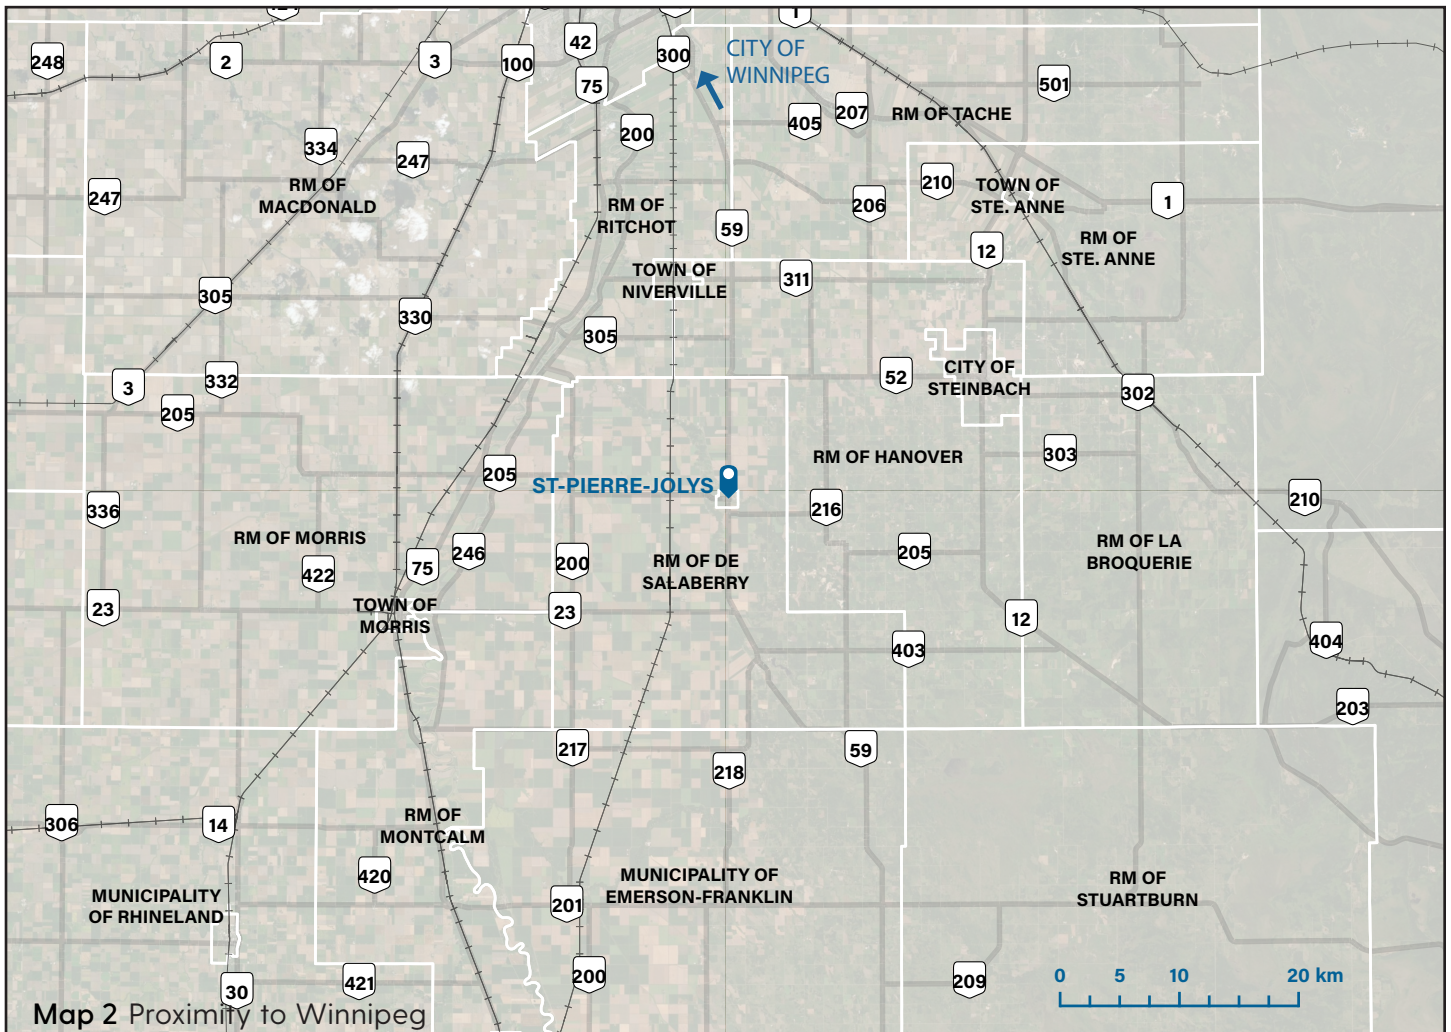 1
42
248
2
3
100
300
CITY OF
WINNIPEG
75
501
405
207
RM OF TACHE
200
334
247
247
RM OF
MACDONALD
210
TOWN OF
STE. ANNE
1
206
RM OF
RITCHOT
59
12
RM OF
STE. ANNE
TOWN OF
NIVERVILLE
311
305
330
305
3
332
205
52
CITY OF
STEINBACH
302
RM OF HANOVER
303
205
ST-PIERRE-JOLYS
336
216
210
RM OF MORRIS
422
75
246
200
RM OF DE
SALABERRY
205
RM OF LA
BROQUERIE
23
TOWN OF
MORRIS
23
12
403
404
203
217
218
59
306
14
RM OF
MONTCALM
420
MUNICIPALITY OF
EMERSON-FRANKLIN
RM OF
STUARTBURN
MUNICIPALITY
OF RHINELAND
201
30
421
200
209
0 5 10 20 km
Map 2 Proximity to Winnipeg